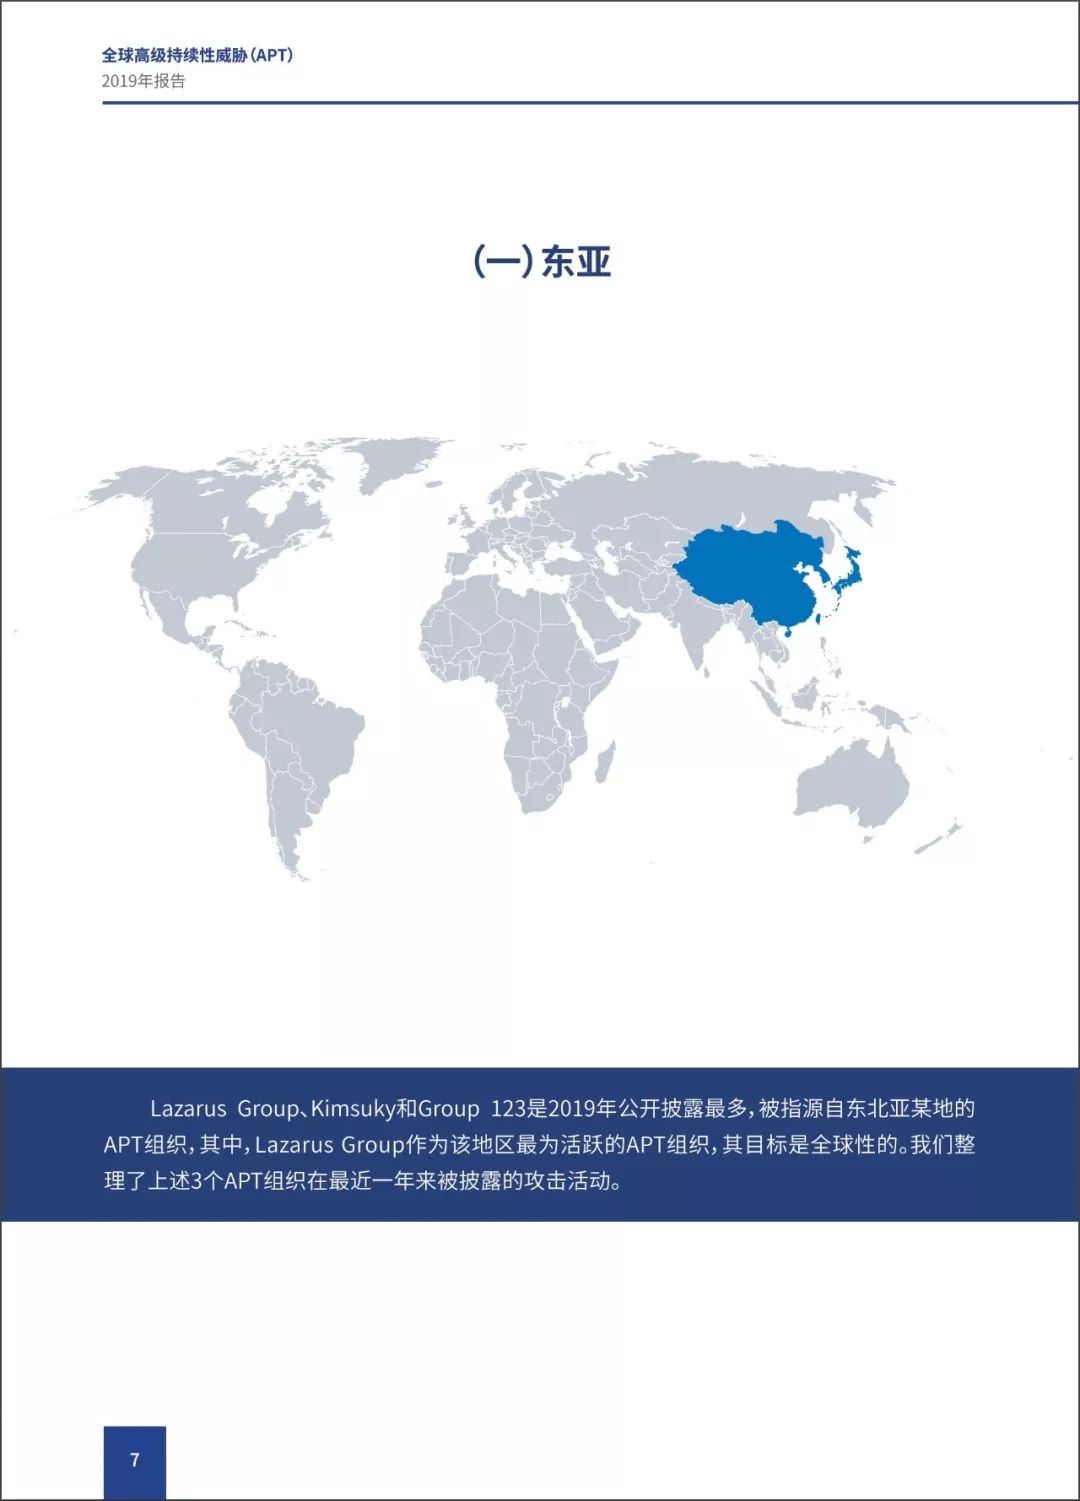 全球高级持续性威胁(APT)
2019年报告
(一)东亚
Lazarus Group、Kimsuky和Group 123是2019年公开披露最多，被指源自东北亚某地的
APT组织，其中，Lazarus Group作为该地区最为活跃的APT组织，其目标是全球性的。我们整
理了上述3个APT组织在最近一年来被披露的攻击活动。
7